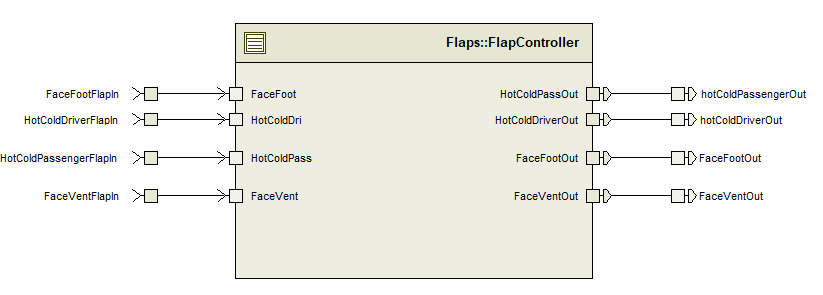 Flaps::FlapController
FaceFootFlapIn
FaceFoot
HotColdPassOut
hotColdPassengerOut
HotColdDriverFlapIn
HotColdDri
HotColdDriverOut
hotColdDriverOut
HotColdPassengerFlapIn
HotColdPass
FaceFootOut
FaceFootOut
FaceVentFlapIn
FaceVent
FaceVentOut
FaceVentOut